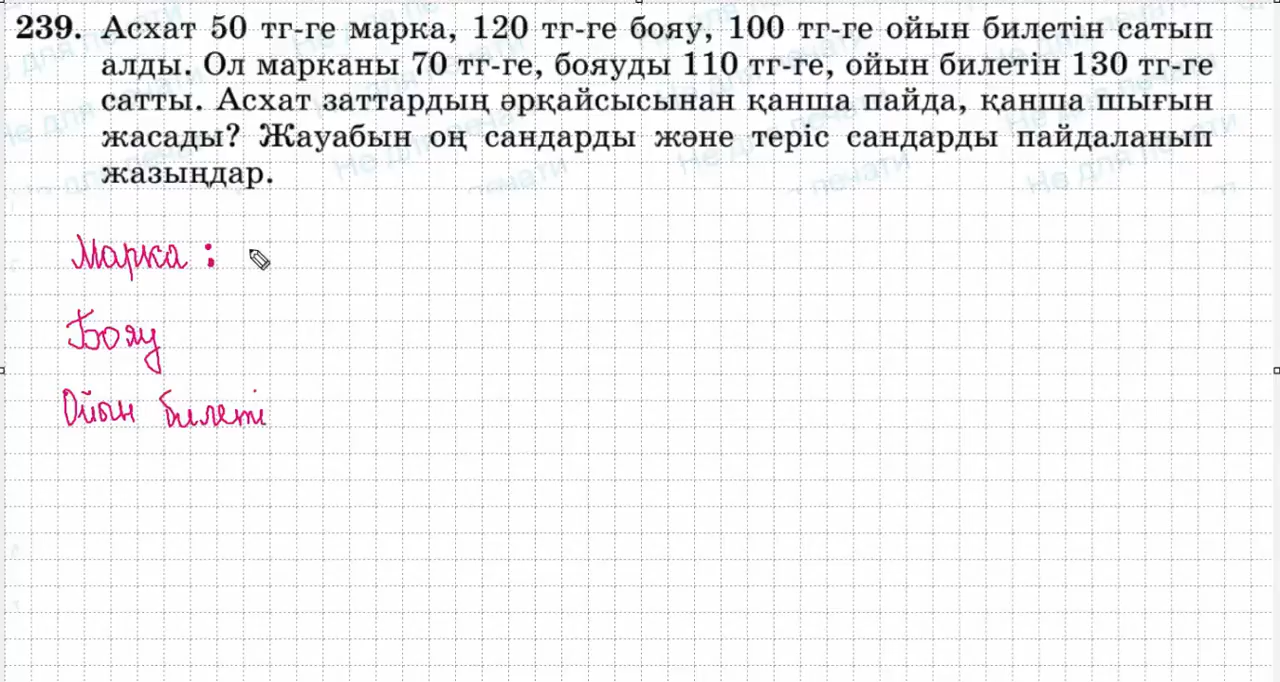 239. Асхат 50 тг-ге марка, 120 тг-ге бояу, 100 тг-ге ойын билетін сатып
алды. Ол марканы 70 тг-ге, бояуды 110 тг-ге, ойын билетін 130 тг-ге
сатты. Асхат заттардың әрқайсысынан қанша пайда, қанша шығын
жасады? Жауабын оң сандарды және теріс сандарды пайдаланып
жазыңдар.
Марка :
Бояу
Ойын билеті